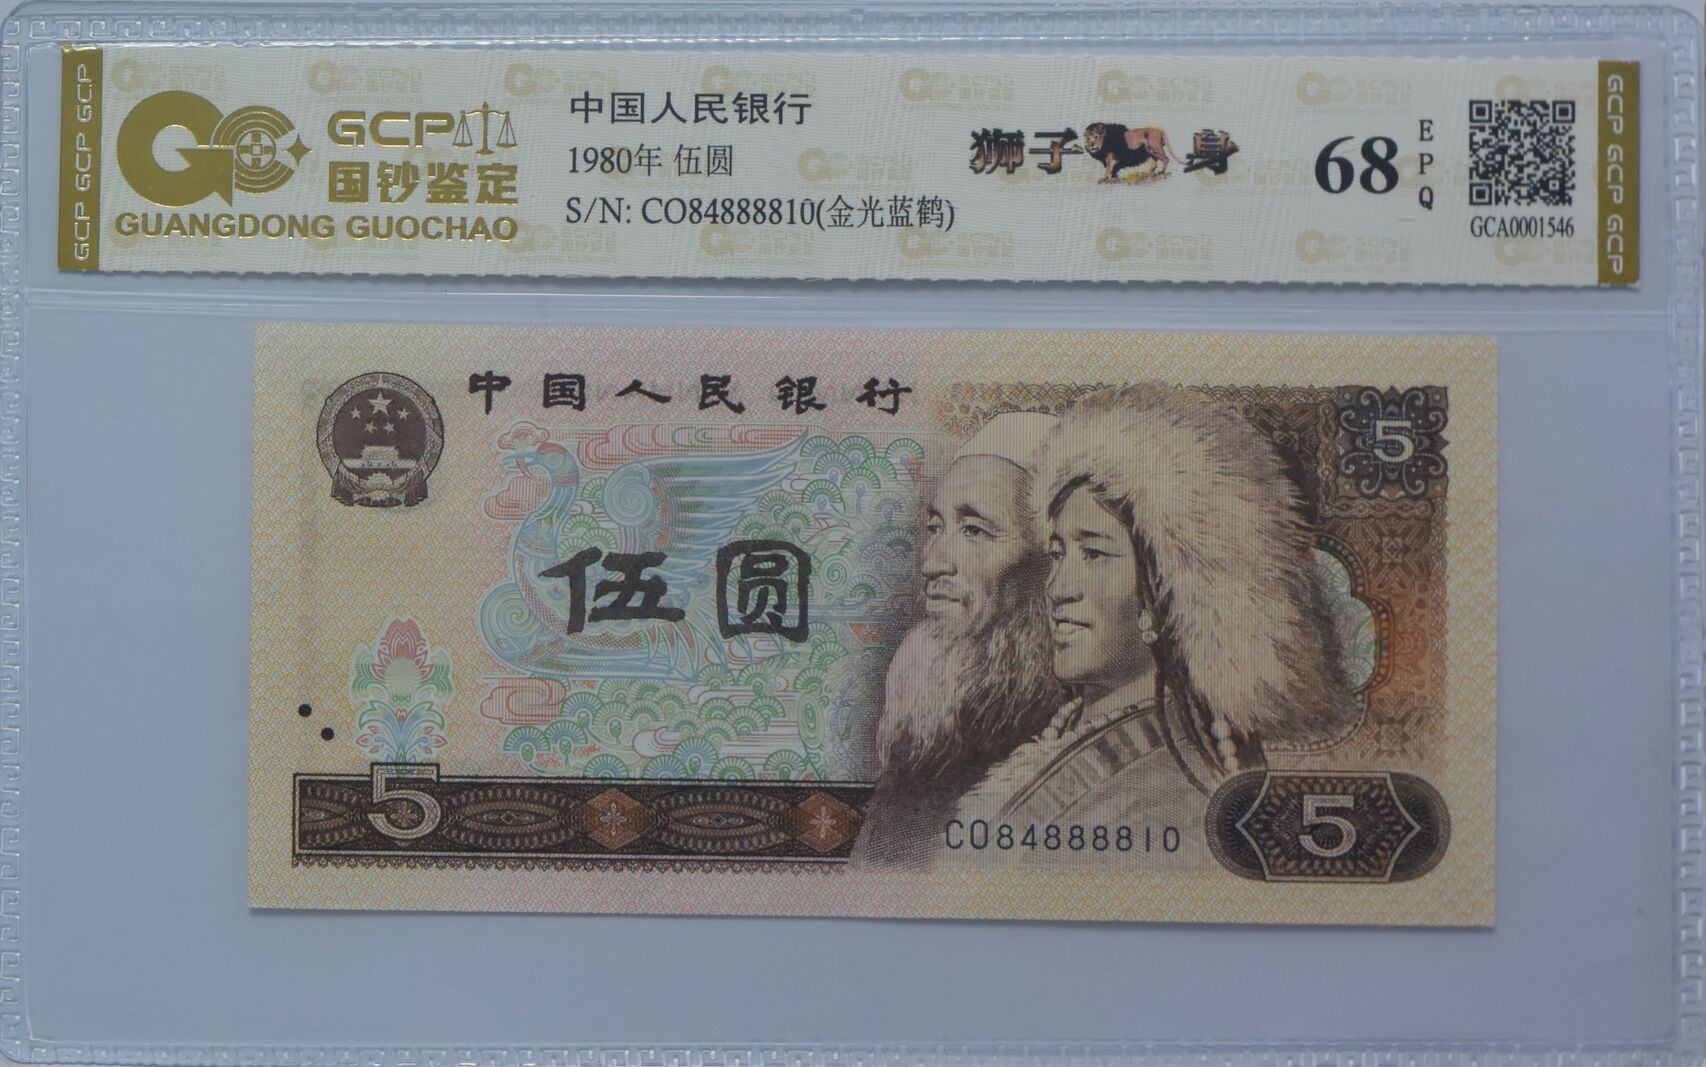 GCP GCP GCP
GCP
国钞鉴定
GUANGDONG GUOCHAO
中国人民银行
1980年 伍圆
S/N: CO84888810(金光蓝鹤)
狮子身
68
EPQ
GCA0001546
GCP GCP GCP
中国人民银行
5
伍圆
5
CO84888810
5